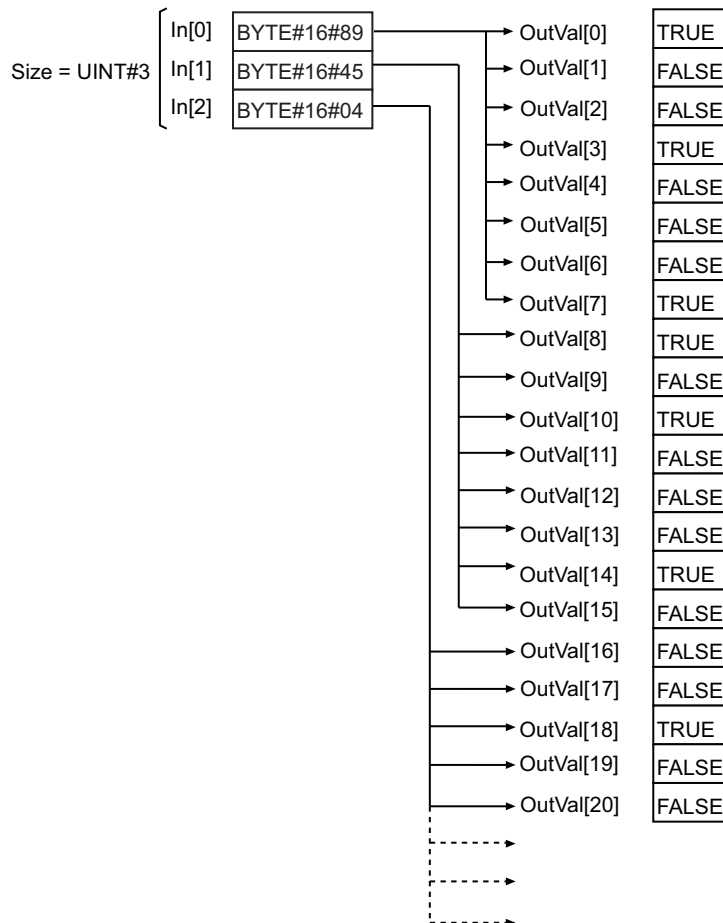 In[0] BYTE#16#89 OutVal[0] TRUE
Size = UINT#3 In[1] BYTE#16#45 OutVal[1] FALSE
In[2] BYTE#16#04 OutVal[2] FALSE
OutVal[3] TRUE
OutVal[4] FALSE
OutVal[5] FALSE
OutVal[6] FALSE
OutVal[7] TRUE
OutVal[8] TRUE
OutVal[9] FALSE
OutVal[10] TRUE
OutVal[11] FALSE
OutVal[12] FALSE
OutVal[13] FALSE
OutVal[14] TRUE
OutVal[15] FALSE
OutVal[16] FALSE
OutVal[17] FALSE
OutVal[18] TRUE
OutVal[19] FALSE
OutVal[20] FALSE